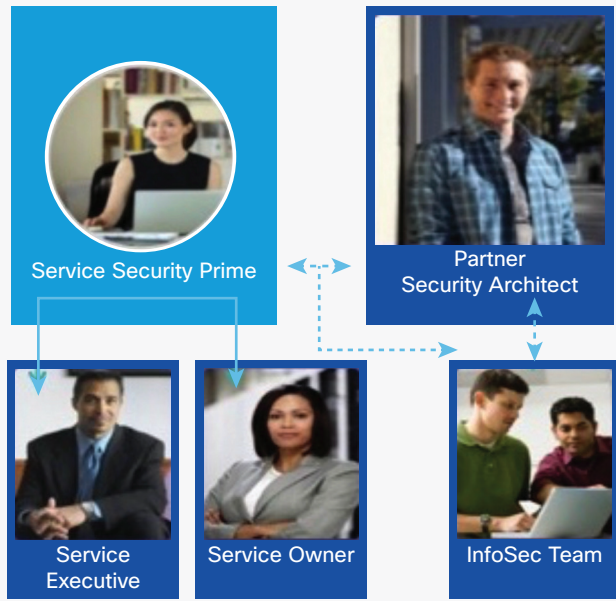 Service Security Prime
Partner
Security Architect
Service
Executive
Service Owner
InfoSec Team